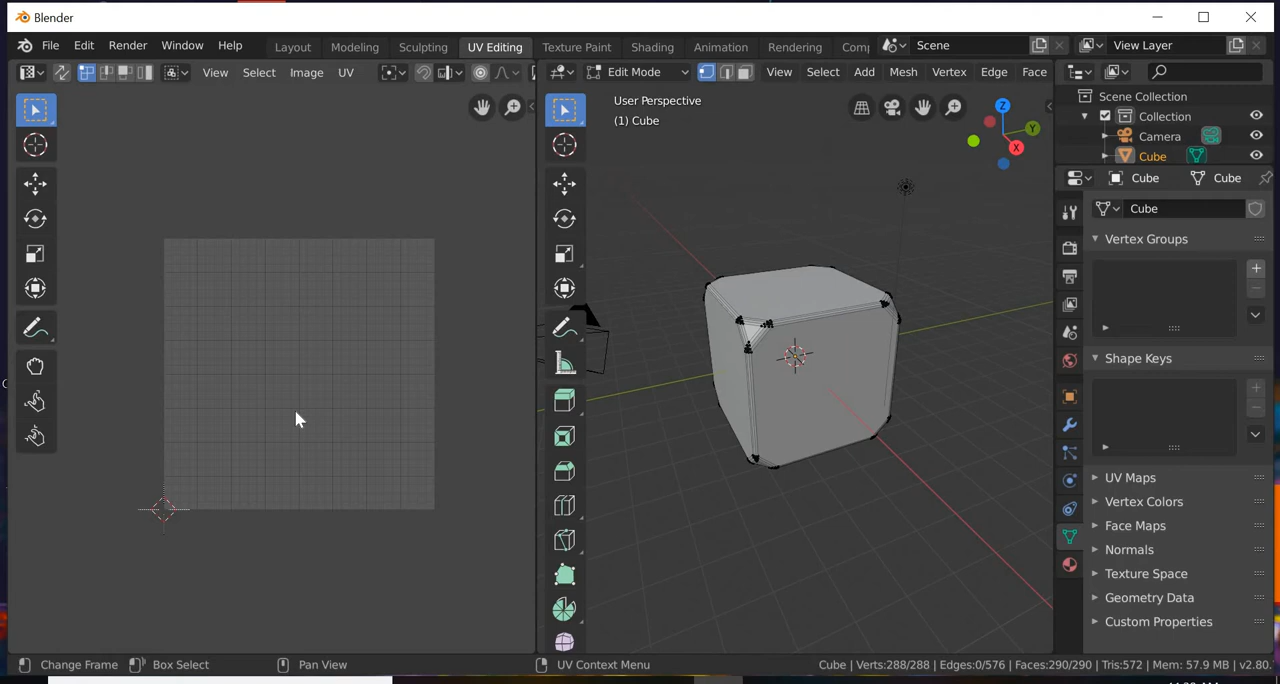 Blender
File Edit Render Window Help Layout Modeling Sculpting UV Editing Texture Paint Shading Animation Rendering Comp Scene View Layer
View Select Image UV Edit Mode View Select Add Mesh Vertex Edge Face
User Perspective
(1) Cube
Z
Y
X
Scene Collection
Collection
Camera
Cube
Cube Cube
Cube
Vertex Groups
Shape Keys
UV Maps
Vertex Colors
Face Maps
Normals
Texture Space
Geometry Data
Custom Properties
Change Frame Box Select Pan View UV Context Menu Cube | Verts:288/288 | Edges:0/576 | Faces:290/290 | Tris:572 | Mem: 57.9 MB | v2.80.